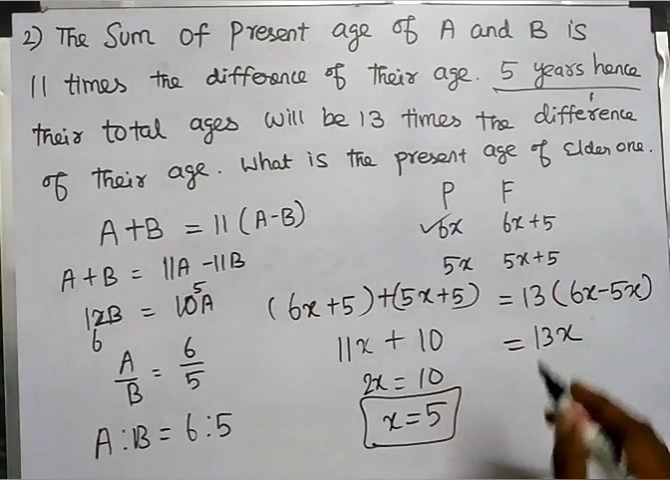 2) The Sum of Present age of A and B is
11 times the difference of their age. 5 years hence
their total ages will be 13 times the difference
of their age. What is the present age of Elder one.
P F
A+B = 11 (A-B)
✓6x 6x+5
A+B = 11A -11B
5x 5x+5
12B = 10A
6 5
(6x+5)+(5x+5) = 13(6x-5x)
A/B = 6/5
11x + 10 = 13x
2x = 10
A:B = 6:5
x=5